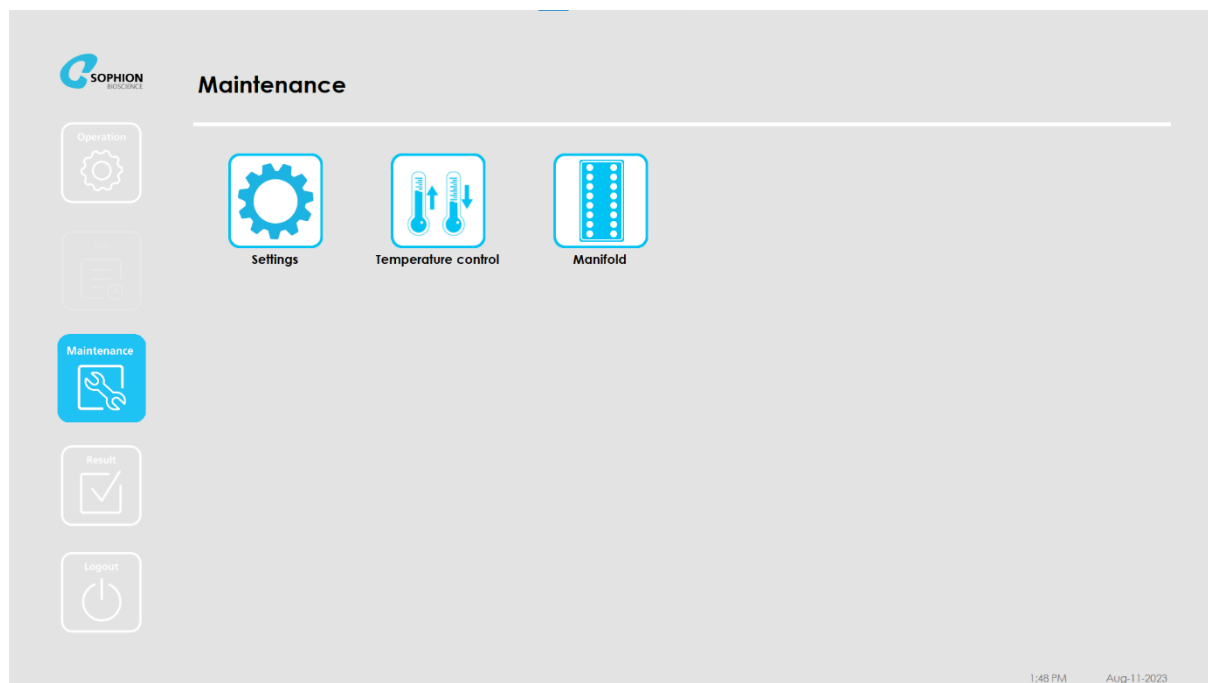 SOPHION
BIOSCIENCE
Maintenance
Operation
Settings
Temperature control
Manifold
Maintenance
Result
Logout
1:48 PM Aug-11-2023